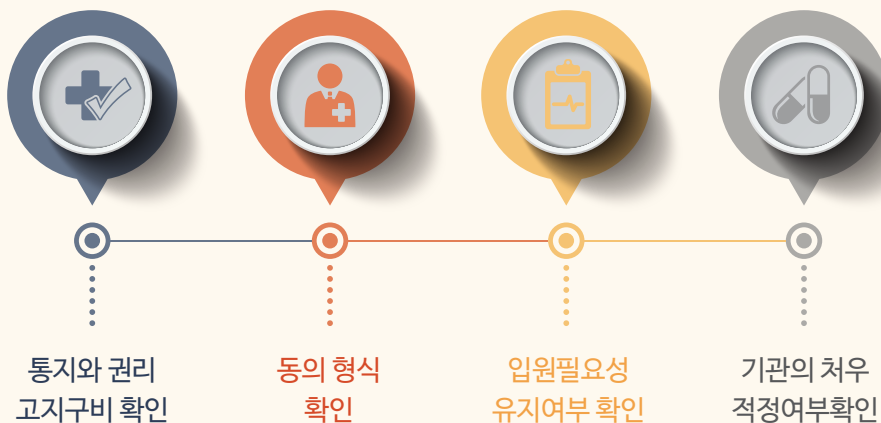 통지와 권리
고지구비 확인
동의 형식
확인
입원필요성
유지여부 확인
기관의 처우
적정여부확인